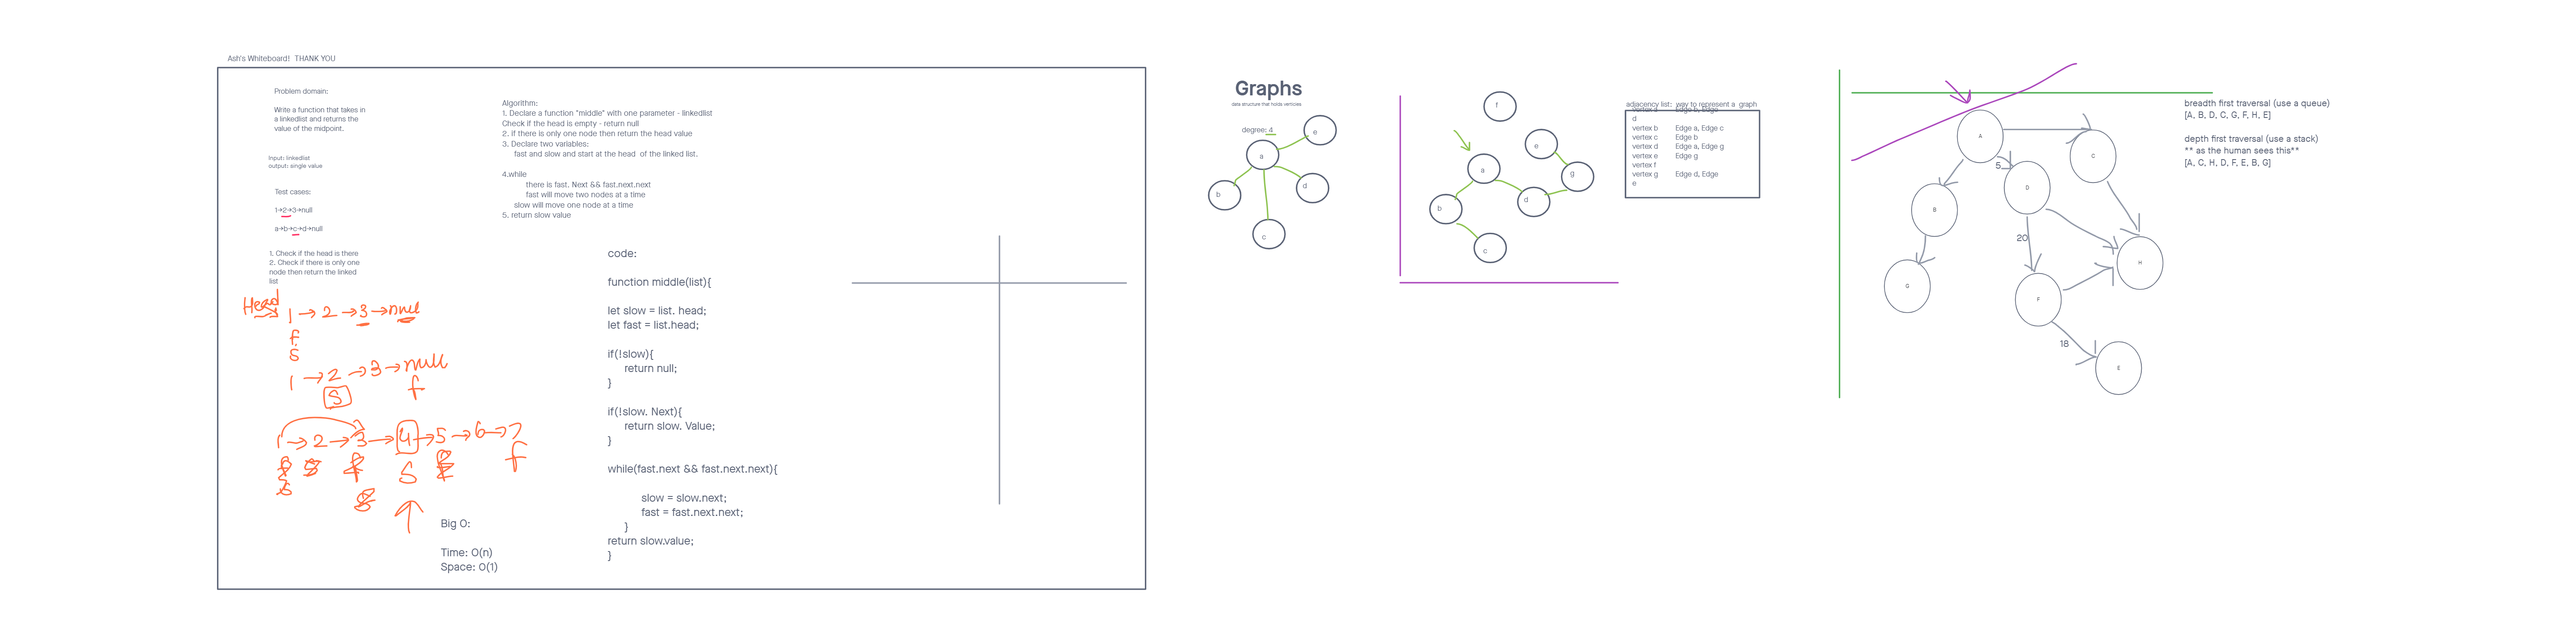 Ash's Whiteboard!  THANK YOU
Problem domain:
Write a function that takes in
a linkedlist and returns the
value of the midpoint.
Input: linkedlist
output: single value
Test cases:
1→2→3→null
a→b→c→d→null
1. Check if the head is there
2. Check if there is only one
node then return the linked
list
Head
1 → 2 → 3 → null
f
S
1 → 2 → 3 → null
S f
1 → 2 → 3 → 4 → 5 → 6 → 7
f S f S f f
S
S
Big O:
Time: O(n)
Space: O(1)
Algorithm:
1. Declare a function "middle" with one parameter - linkedlist
Check if the head is empty - return null
2. If there is only one node then return the head value
3. Declare two variables:
fast and slow and start at the head  of the linked list.
4.while
there is fast. Next && fast.next.next
fast will move two nodes at a time
slow will move one node at a time
5. return slow value
code:
function middle(list){
let slow = list. head;
let fast = list.head;
if(!slow){
return null;
}
if(!slow. Next){
return slow. Value;
}
while(fast.next && fast.next.next){
slow = slow.next;
fast = fast.next.next;
}
return slow.value;
}
Graphs
data structure that holds verticies
degree: 4
e
a
b
d
c
f
e
a
g
b
d
c
adjacency list:  way to represent a  graph
vertex a Edge b, Edge
d
vertex b Edge a, Edge c
vertex c Edge b
vertex d Edge a, Edge g
vertex e Edge g
vertex f
vertex g Edge d, Edge
e
A
C
5
D
B
20
H
G
F
18
E
breadth first traversal (use a queue)
[A, B, D, C, G, F, H, E]
depth first traversal (use a stack)
** as the human sees this**
[A, C, H, D, F, E, B, G]